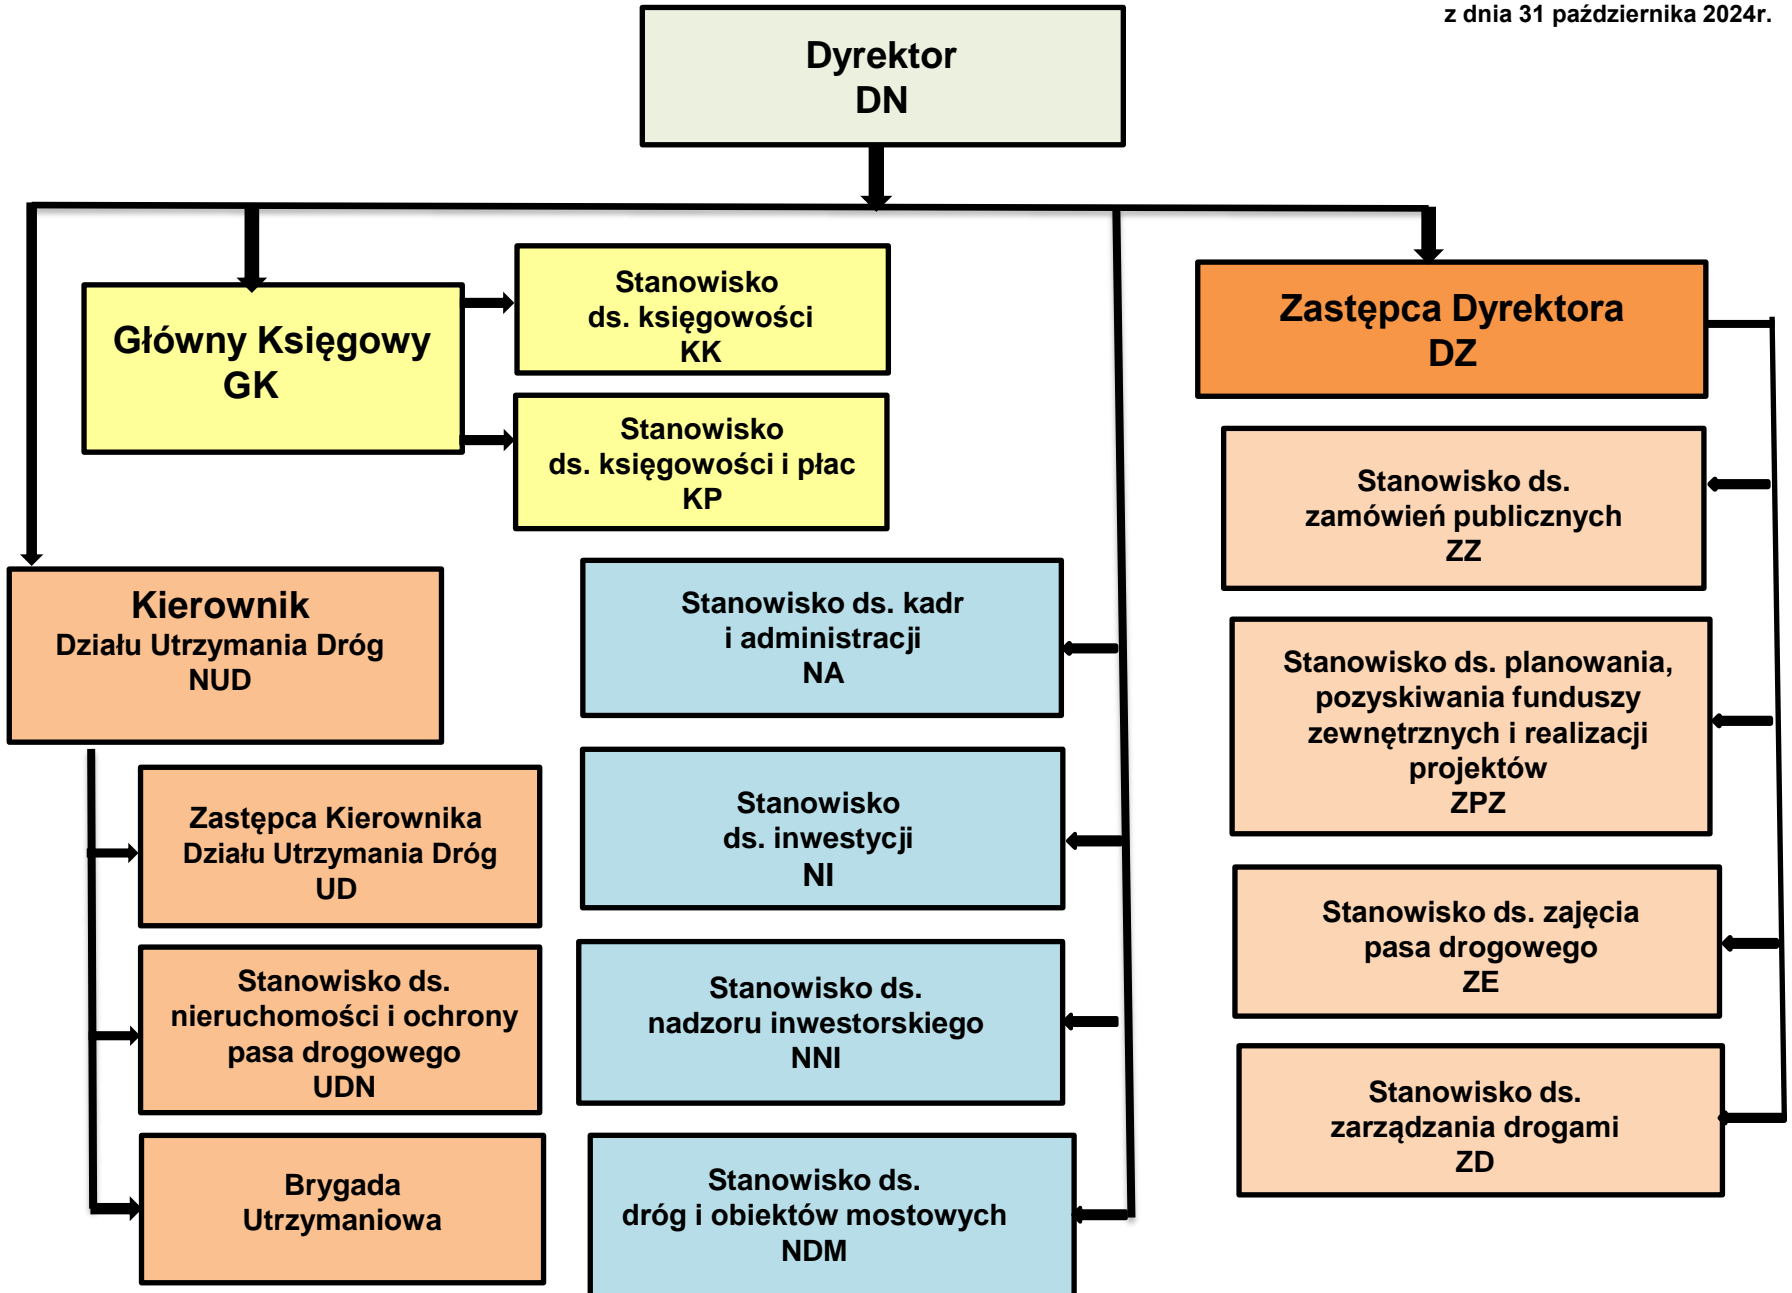 z dnia 31 października 2024r.
Dyrektor
DN
Główny Księgowy
GK
Stanowisko
ds. księgowości
KK
Stanowisko
ds. księgowości i płac
KP
Zastępca Dyrektora
DZ
Stanowisko ds.
zamówień publicznych
ZZ
Stanowisko ds. planowania,
pozyskiwania funduszy
zewnętrznych i realizacji
projektów
ZPZ
Stanowisko ds. zajęcia
pasa drogowego
ZE
Stanowisko ds.
zarządzania drogami
ZD
Kierownik
Działu Utrzymania Dróg
NUD
Zastępca Kierownika
Działu Utrzymania Dróg
UD
Stanowisko ds.
nieruchomości i ochrony
pasa drogowego
UDN
Brygada
Utrzymaniowa
Stanowisko ds. kadr
i administracji
NA
Stanowisko
ds. inwestycji
NI
Stanowisko ds.
nadzoru inwestorskiego
NNI
Stanowisko ds.
dróg i obiektów mostowych
NDM